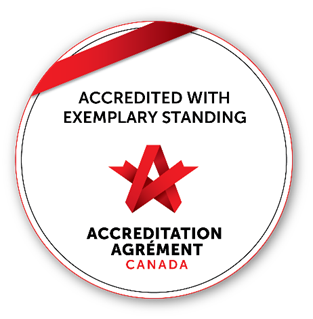 ACCREDITED WITH
EXEMPLARY STANDING
ACCREDITATION
AGRÉMENT
CANADA